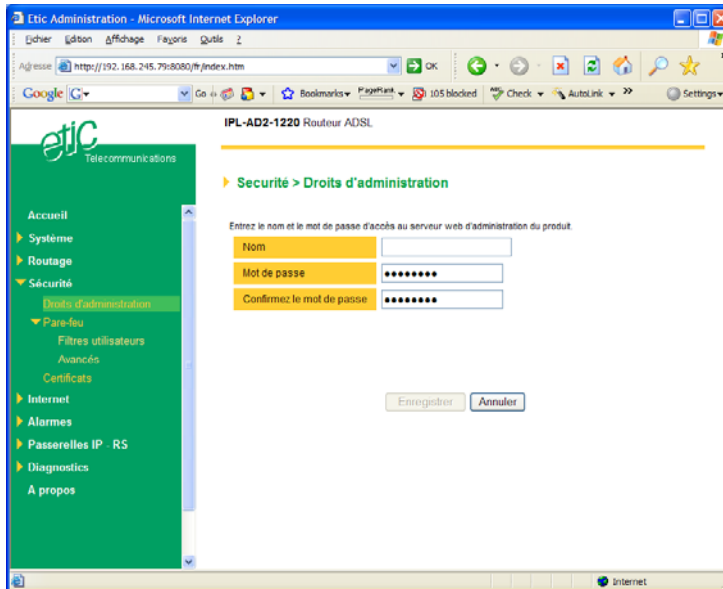 Etic Administration - Microsoft Internet Explorer
Fichier Edition Affichage Favoris Outils ?
Adresse http://192.168.245.79:8080/fr/index.htm OK
Google G Go Bookmarks PageRank 105 blocked ABC Check AutoLink » Settings
etic
Telecommunications
IPL-AD2-1220 Routeur ADSL
Securité > Droits d'administration
Entrez le nom et le mot de passe d'accès au serveur web d'administration du produit.
Nom
Mot de passe ••••••••
Confirmez le mot de passe ••••••••
Enregistrer Annuler
Accueil
Système
Routage
Sécurité
Droits d'administration
Pare-feu
Filtres utilisateurs
Avancés
Certificats
Internet
Alarmes
Passerelles IP - RS
Diagnostics
A propos
Internet